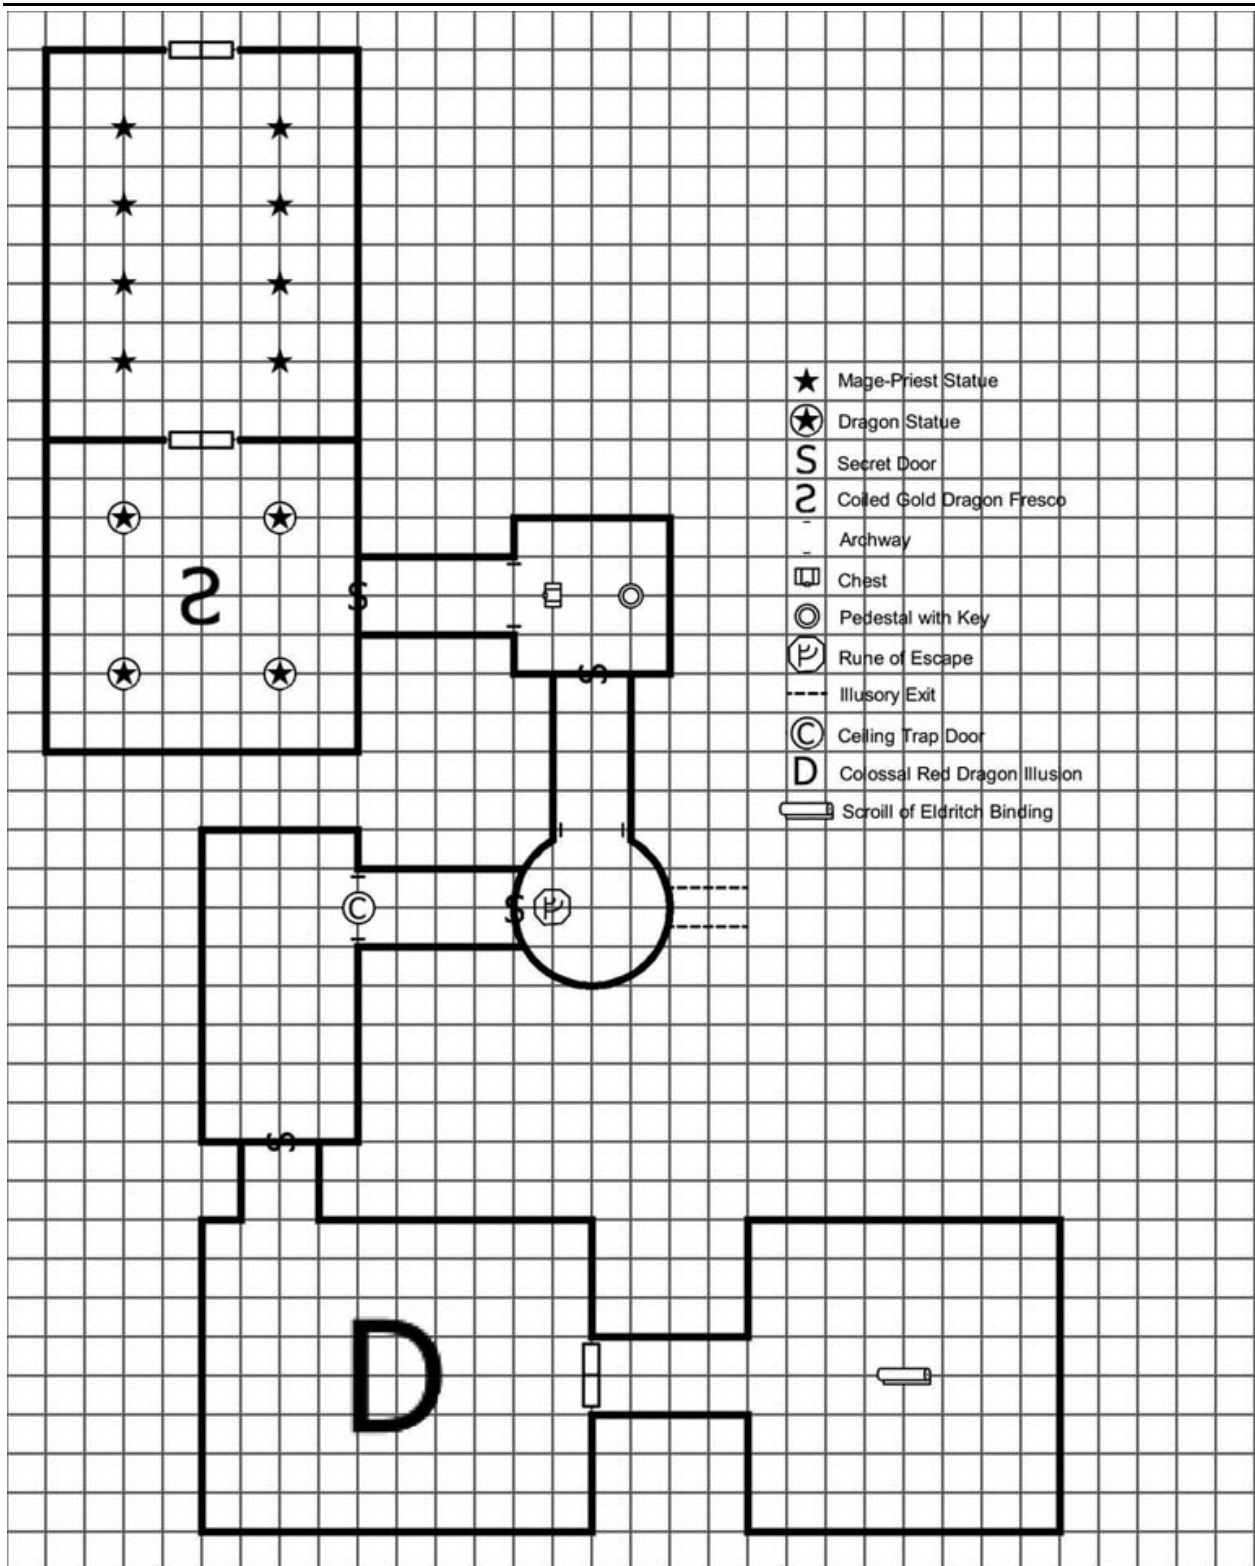 Mage-Priest Statue
Dragon Statue
S Secret Door
S Coiled Gold Dragon Fresco
Archway
Chest
Pedestal with Key
Rune of Escape
Illusory Exit
C Ceiling Trap Door
D Colossal Red Dragon Illusion
Scroill of Eldritch Binding
S
S
S
S
C
S
D